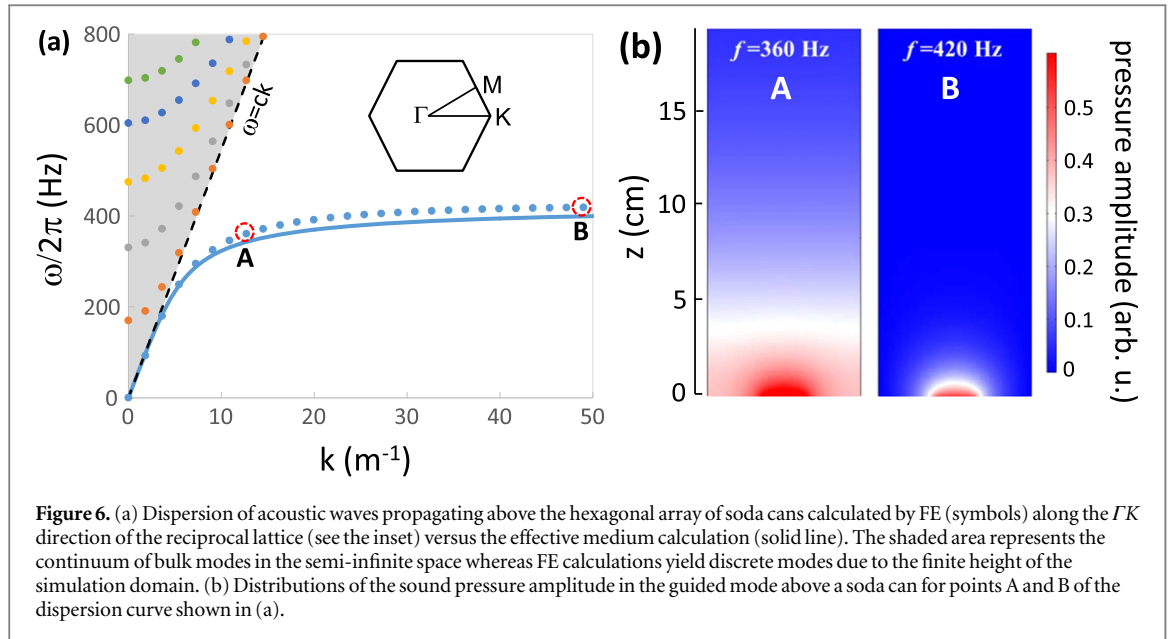 (a)
800
600
400
200
0
ω/2π (Hz)
0 10 20 30 40 50
k (m⁻¹)
ω=ck
Γ
M
K
A
B
(b)
f=360 Hz
A
f=420 Hz
B
15
10
5
0
z (cm)
0.5
0.4
0.3
0.2
0.1
0
pressure amplitude (arb. u.)
Figure 6. (a) Dispersion of acoustic waves propagating above the hexagonal array of soda cans calculated by FE (symbols) along the ΓK
direction of the reciprocal lattice (see the inset) versus the effective medium calculation (solid line). The shaded area represents the
continuum of bulk modes in the semi-infinite space whereas FE calculations yield discrete modes due to the finite height of the
simulation domain. (b) Distributions of the sound pressure amplitude in the guided mode above a soda can for points A and B of the
dispersion curve shown in (a).